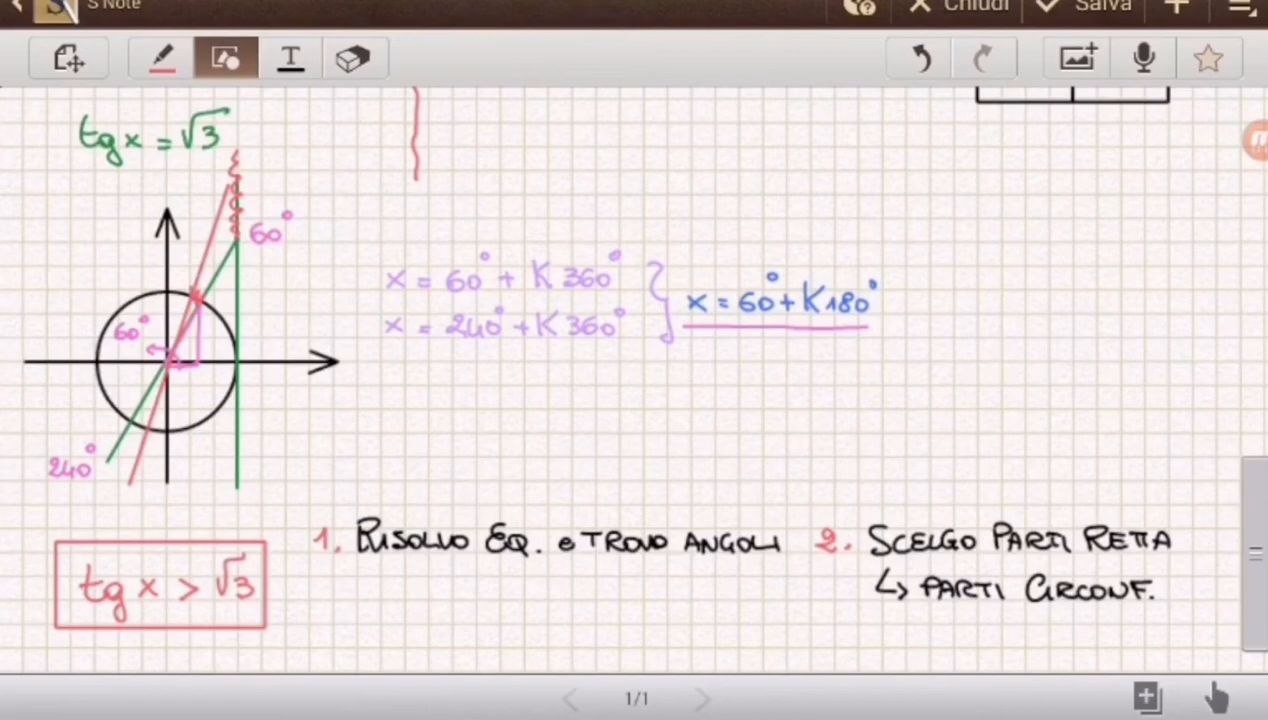 S Note
Chiudi
Salva
T
tg x = √3
60°
x = 60° + K 360°
x = 240° + K 360°
x = 60° + K 180°
60°
240°
1. RISOLVO EQ. e TROVO ANGOLI
2. SCELGO PARTI RETTA
↳ PARTI CIRCONF.
tg x > √3
1/1